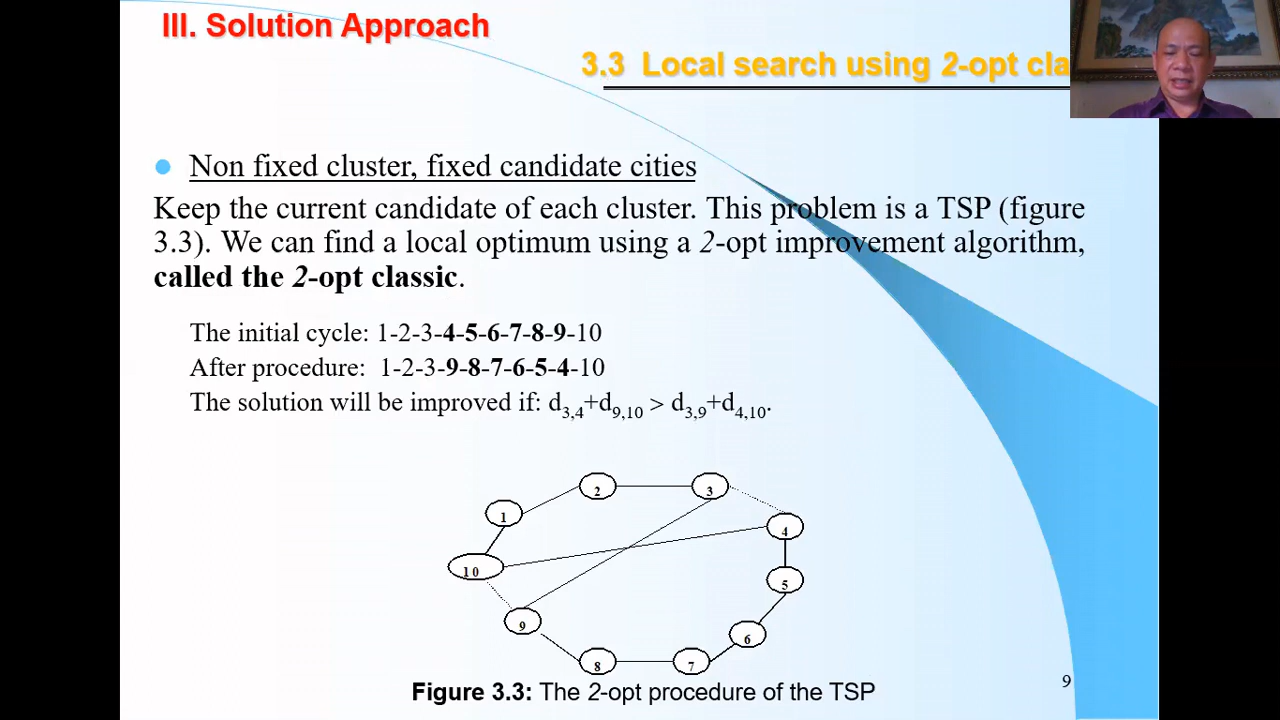 III. Solution Approach
3.3 Local search using 2-opt cla
Non fixed cluster, fixed candidate cities
Keep the current candidate of each cluster. This problem is a TSP (figure
3.3). We can find a local optimum using a 2-opt improvement algorithm,
called the 2-opt classic.
The initial cycle: 1-2-3-4-5-6-7-8-9-10
After procedure: 1-2-3-9-8-7-6-5-4-10
The solution will be improved if: d3,4+d9,10 > d3,9+d4,10.
2
3
1
4
10
5
9
6
8
7
Figure 3.3: The 2-opt procedure of the TSP
9